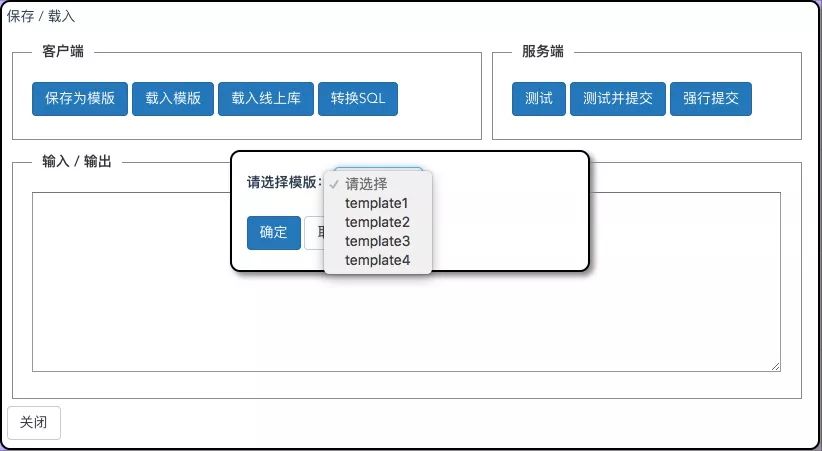 保存 / 载入
客户端
服务端
保存为模版 载入模版 载入线上库 转换SQL
测试 测试并提交 强行提交
输入 / 输出
请选择模版：
请选择
template1
template2
template3
template4
确定
关闭